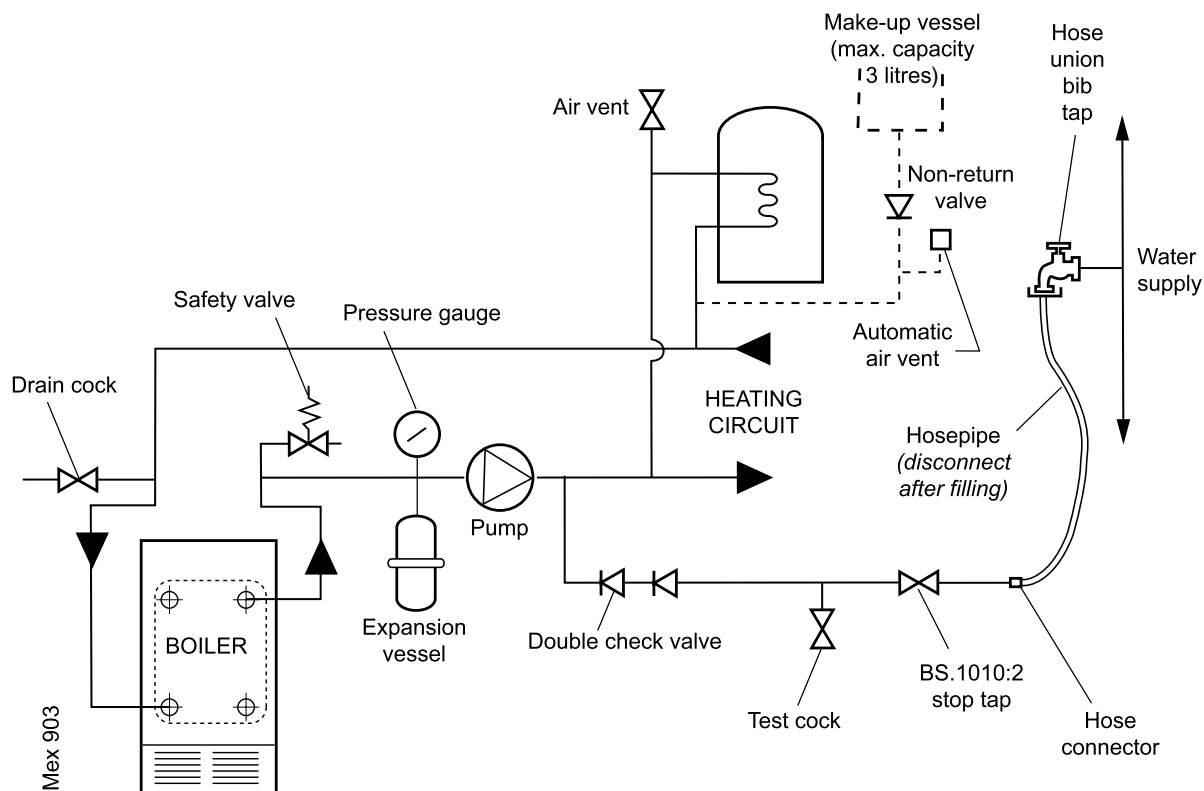 Make-up vessel
(max. capacity
3 litres)
Hose
union
bib
tap
Air vent
Non-return
valve
Water
supply
Safety valve
Pressure gauge
Automatic
air vent
Drain cock
HEATING
CIRCUIT
Hosepipe
(disconnect
after filling)
Pump
BOILER
Expansion
vessel
Double check valve
Test cock
BS.1010:2
stop tap
Hose
connector
Mex 903